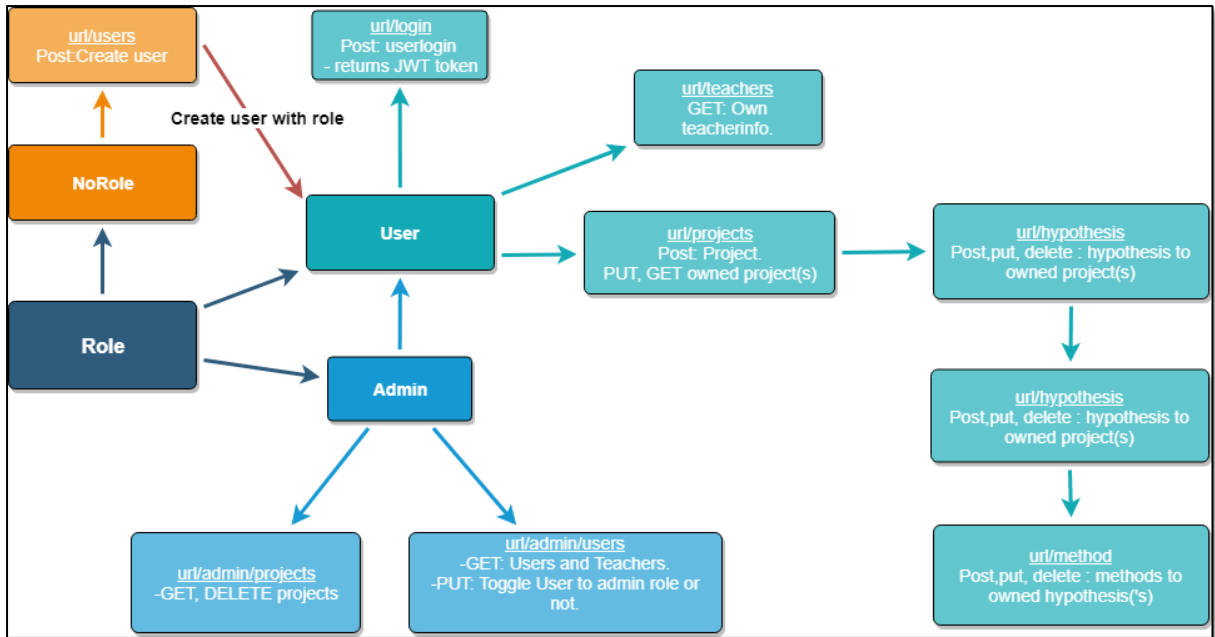 url/users
Post:Create user
url/login
Post: userlogin
- returns JWT token
url/teachers
GET: Own
teacherinfo.
Create user with role
NoRole
User
url/projects
Post: Project.
PUT, GET owned project(s)
url/hypothesis
Post,put, delete : hypothesis to
owned project(s)
Role
Admin
url/hypothesis
Post,put, delete : hypothesis to
owned project(s)
url/admin/projects
-GET, DELETE projects
url/admin/users
-GET: Users and Teachers.
-PUT: Toggle User to admin role or
not.
url/method
Post,put, delete : methods to
owned hypothesis('s)